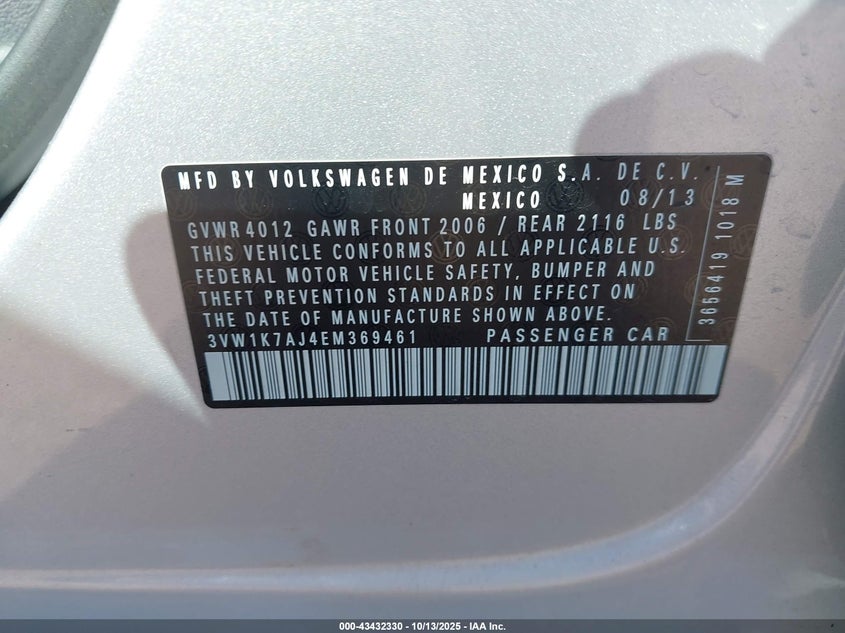 MFD BY VOLKSWAGEN DE MEXICO S.A. DE C.V.
MEXICO 08/13
GVWR 4012 GAWR FRONT 2006 / REAR 2116 LBS
THIS VEHICLE CONFORMS TO ALL APPLICABLE U.S.
FEDERAL MOTOR VEHICLE SAFETY, BUMPER AND
THEFT PREVENTION STANDARDS IN EFFECT ON
THE DATE OF MANUFACTURE SHOWN ABOVE.
3VW1K7AJ4EM369461 PASSENGER CAR
3656419 1018 M
000-43432330 - 10/13/2025 - IAA Inc.